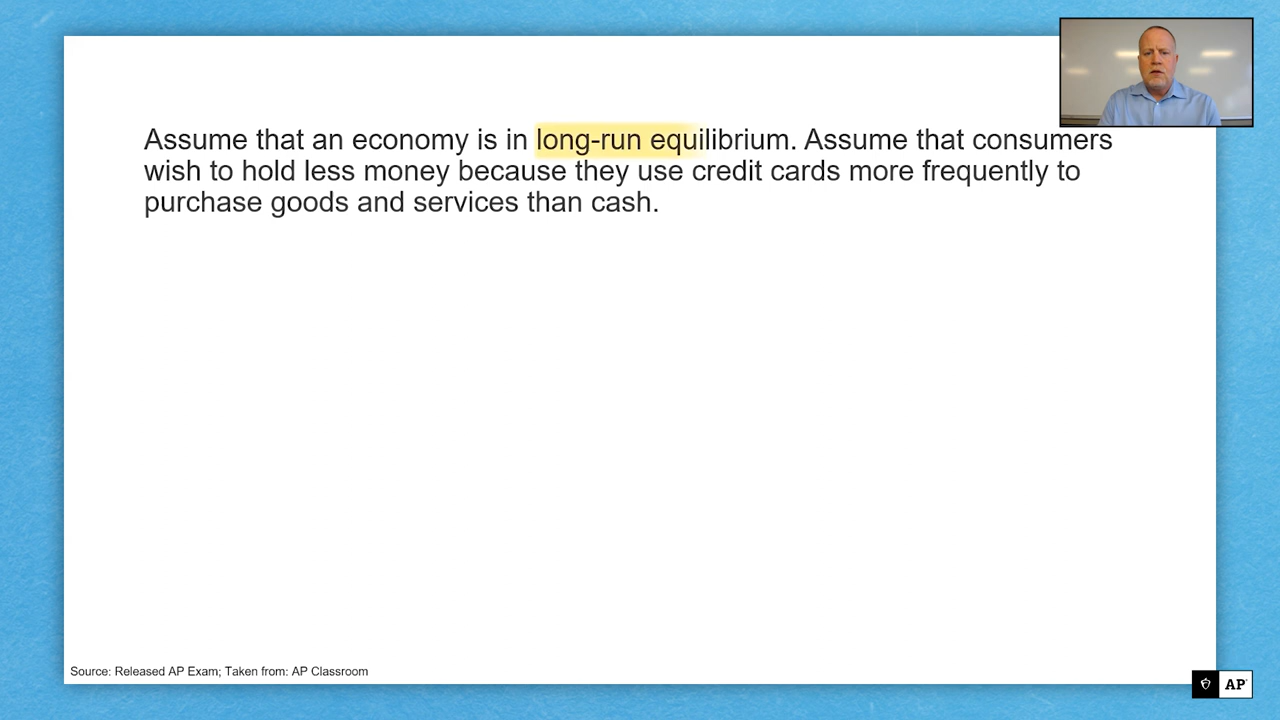 Assume that an economy is in long-run equilibrium. Assume that consumers
wish to hold less money because they use credit cards more frequently to
purchase goods and services than cash.
Source: Released AP Exam; Taken from: AP Classroom
AP